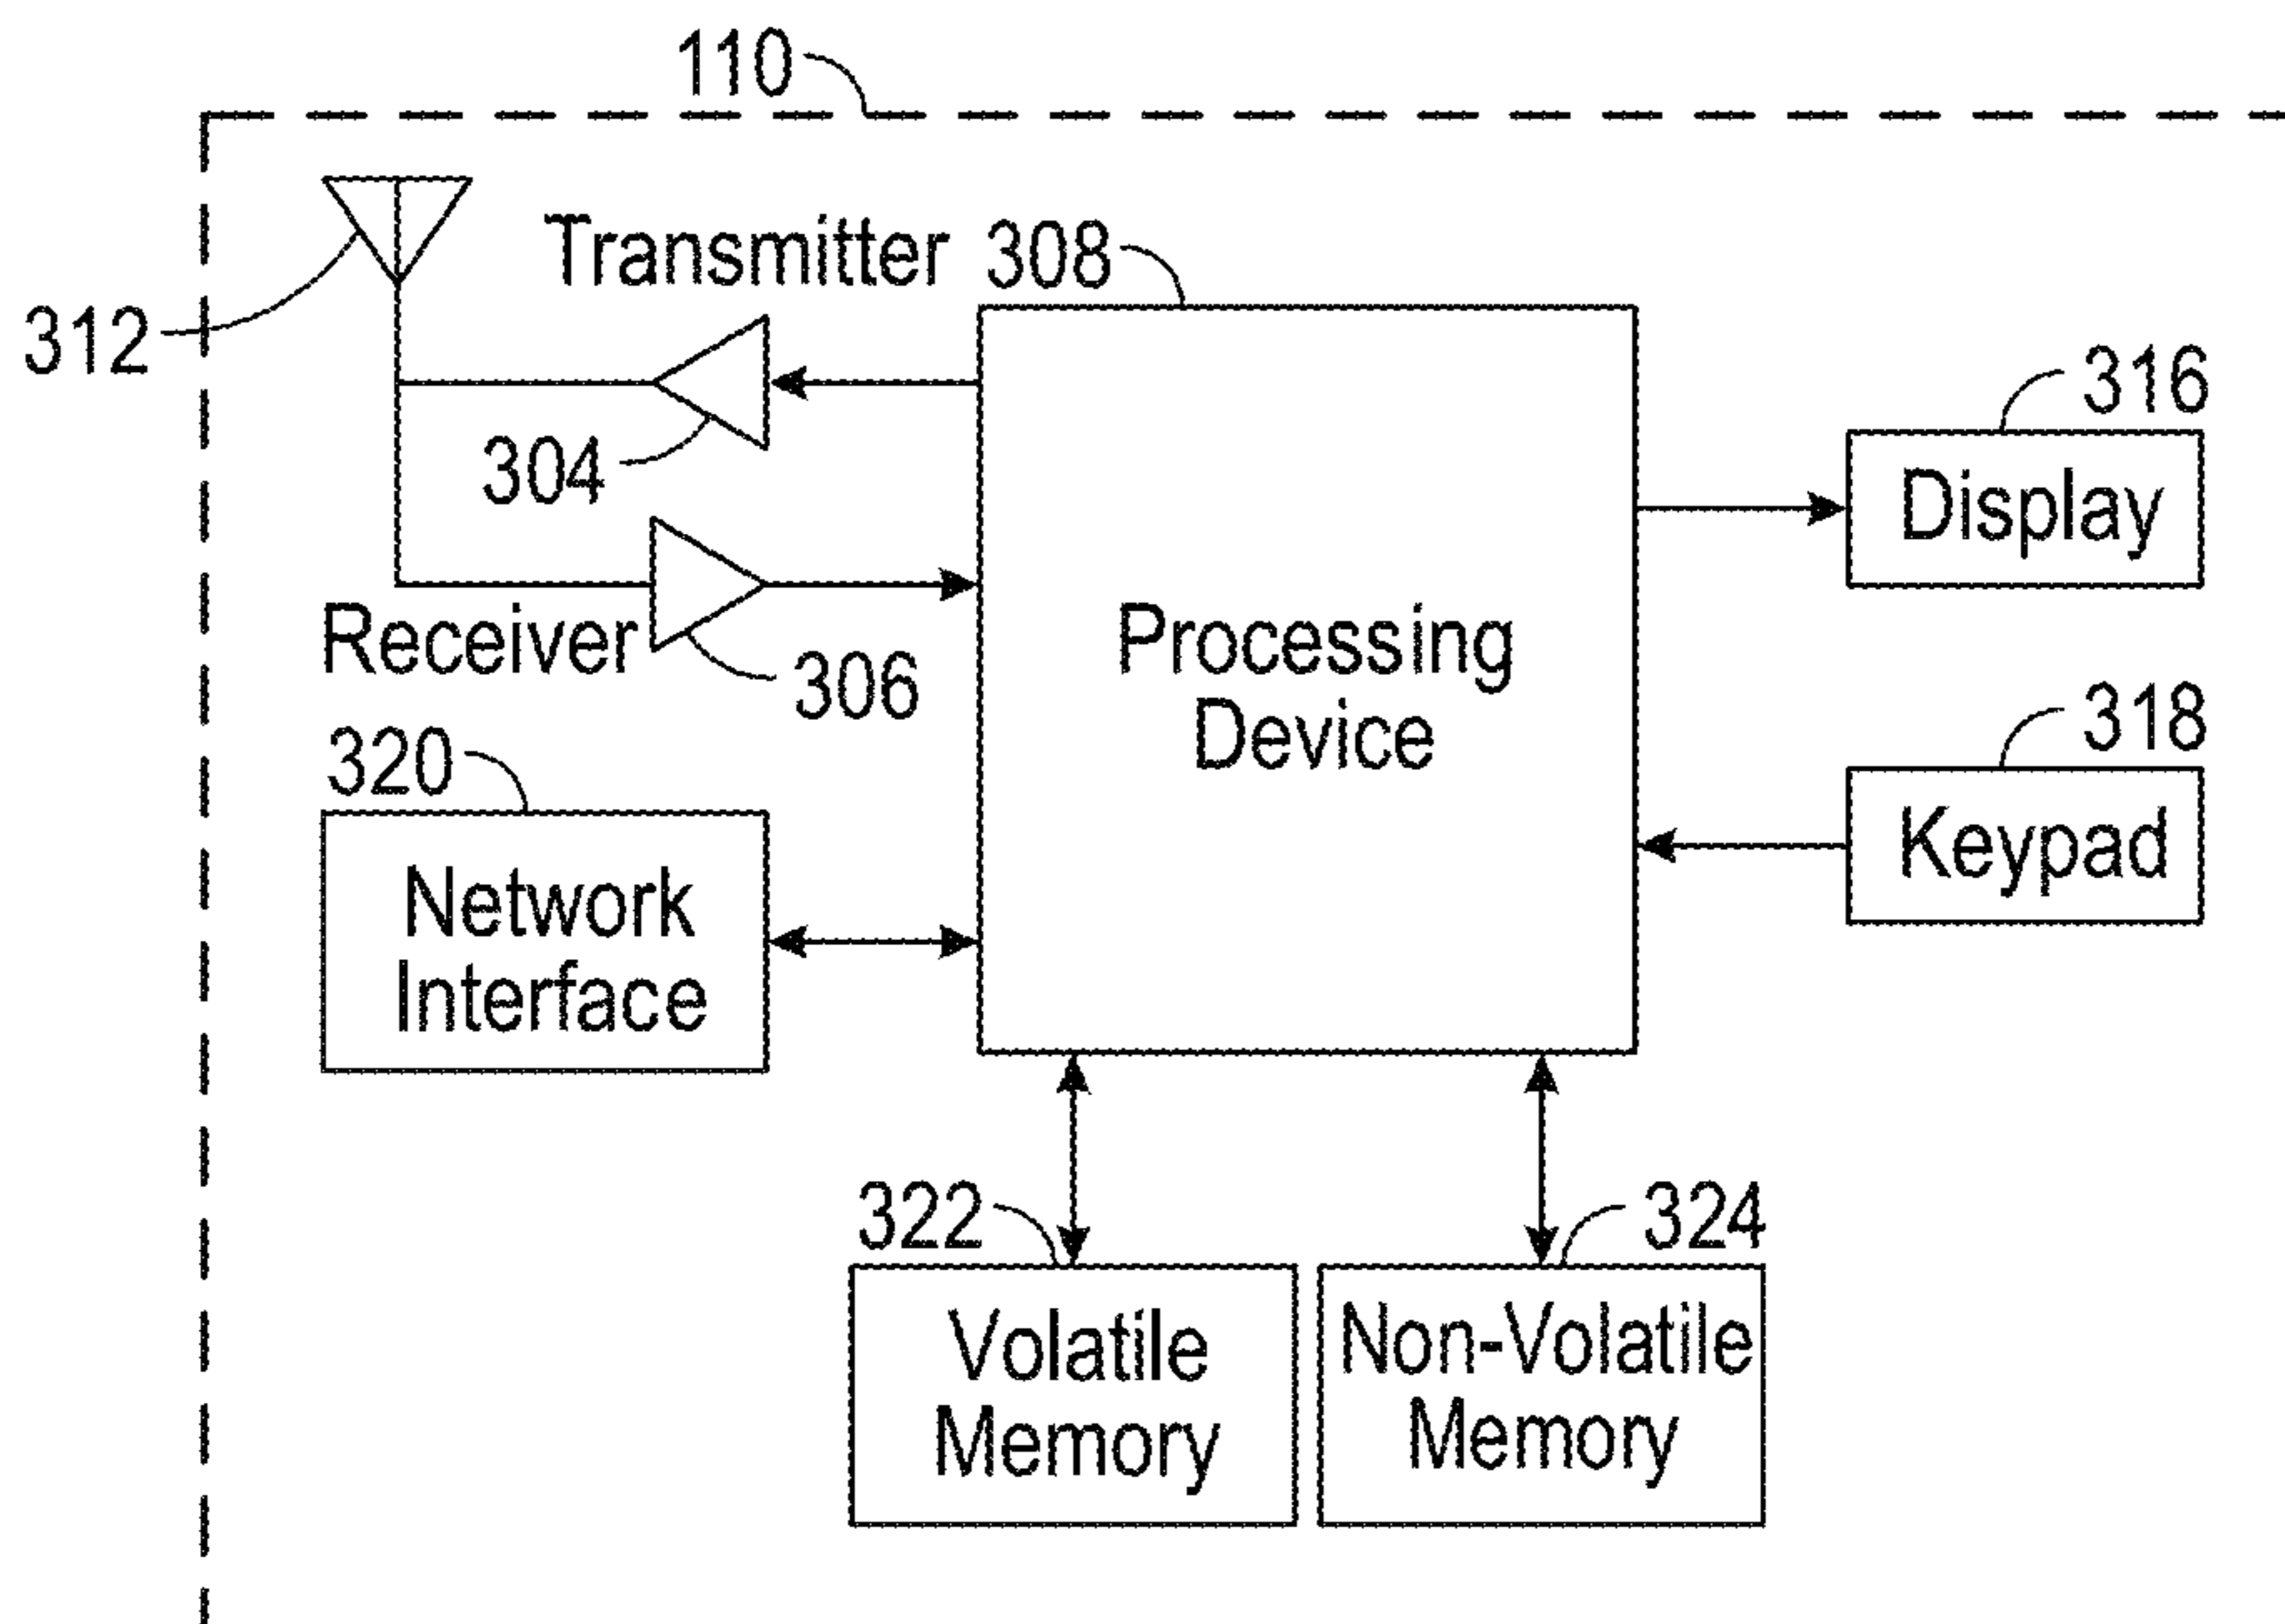 110
Transmitter
308
312
316
304
Display
Receiver
306
Processing
Device
318
320
Keypad
Network
Interface
322
324
Volatile
Memory
Non-Volatile
Memory